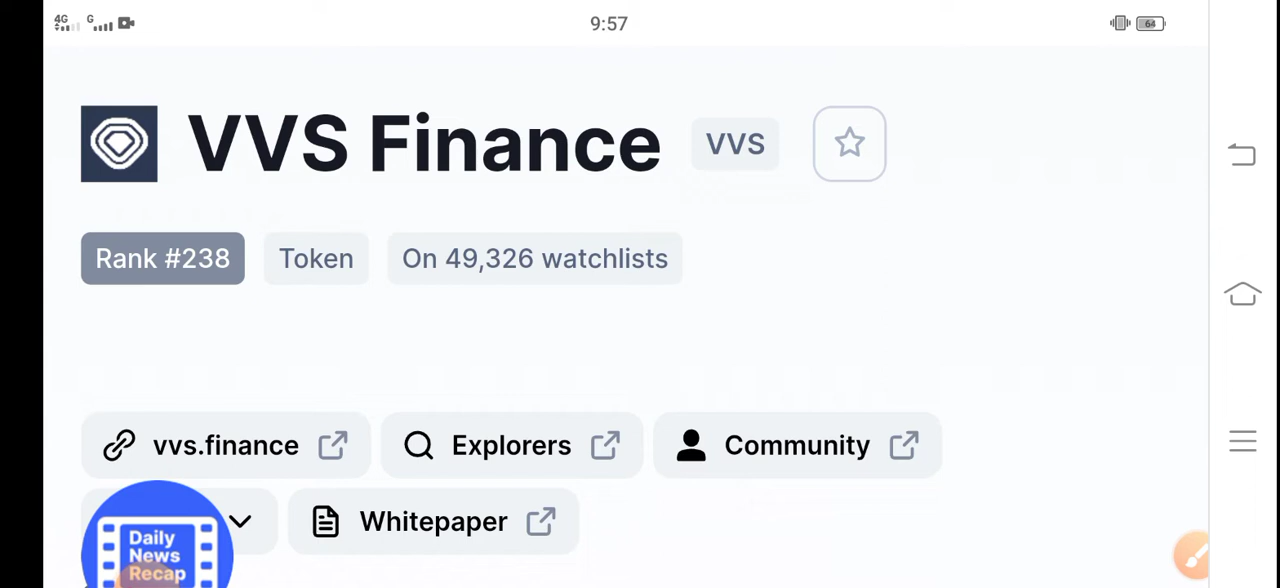 4G G 9:57 64
VVS Finance VVS
Rank #238 Token On 49,326 watchlists
vvs.finance Explorers Community
Whitepaper
Daily
News
Recap